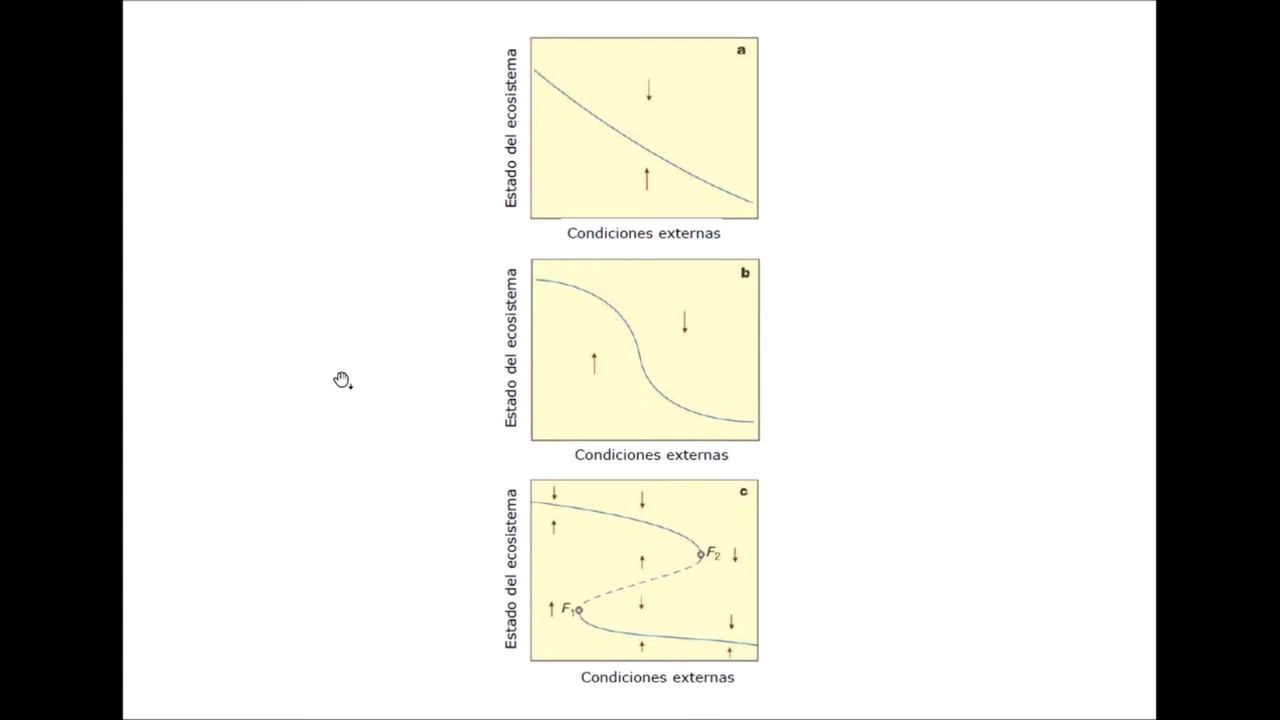 a
Estado del ecosistema
Condiciones externas
b
Estado del ecosistema
Condiciones externas
c
F2
F1
Estado del ecosistema
Condiciones externas